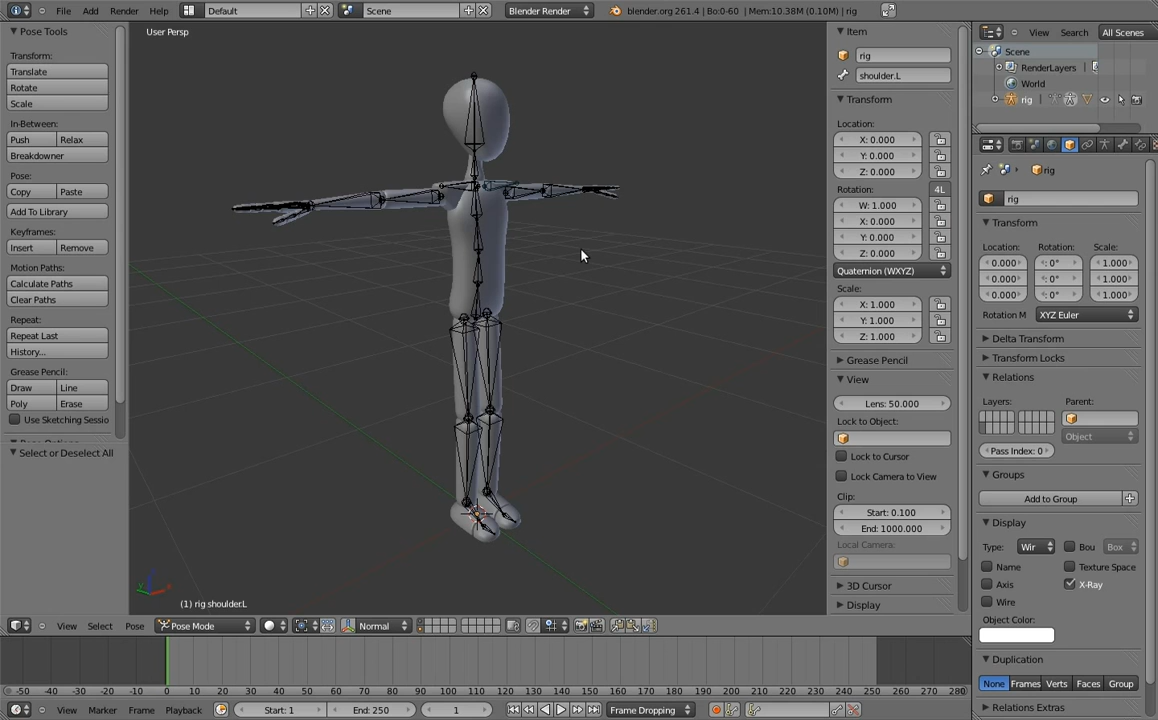 File Add Render Help
Default
Scene
Blender Render
blender.org 261.4 | Bo:0-60 | Mem:10.38M (0.10M) | rig
Pose Tools
Transform:
Translate
Rotate
Scale
In-Between:
Push Relax
Breakdowner
Pose:
Copy Paste
Add To Library
Keyframes:
Insert Remove
Motion Paths:
Calculate Paths
Clear Paths
Repeat:
Repeat Last
History...
Grease Pencil:
Draw Line
Poly Erase
Use Sketching Sessio
Select or Deselect All
User Persp
(1) rig shoulder.L
Item
rig
shoulder.L
Transform
Location:
X: 0.000
Y: 0.000
Z: 0.000
Rotation: 4L
W: 1.000
X: 0.000
Y: 0.000
Z: 0.000
Quaternion (WXYZ)
Scale:
X: 1.000
Y: 1.000
Z: 1.000
Grease Pencil
View
Lens: 50.000
Lock to Object:
Lock to Cursor
Lock Camera to View
Clip:
Start: 0.100
End: 1000.000
Local Camera:
3D Cursor
Display
View Search All Scenes
Scene
RenderLayers
World
rig
rig
rig
Transform
Location: Rotation: Scale:
0.000 : 0° 1.000
0.000 : 0° 1.000
0.000 : 0° 1.000
Rotation M XYZ Euler
Delta Transform
Transform Locks
Relations
Layers: Parent:
Object
Pass Index: 0
Groups
Add to Group
Display
Type: Wir Bou Box
Name Texture Space
Axis X-Ray
Wire
Object Color:
Duplication
None Frames Verts Faces Group
Relations Extras
View Select Pose Pose Mode Normal
-50 -40 -30 -20 -10 0 10 20 30 40 50 60 70 80 90 100 110 120 130 140 150 160 170 180 190 200 210 220 230 240 250 260 270 280
View Marker Frame Playback Start: 1 End: 250 1 Frame Dropping